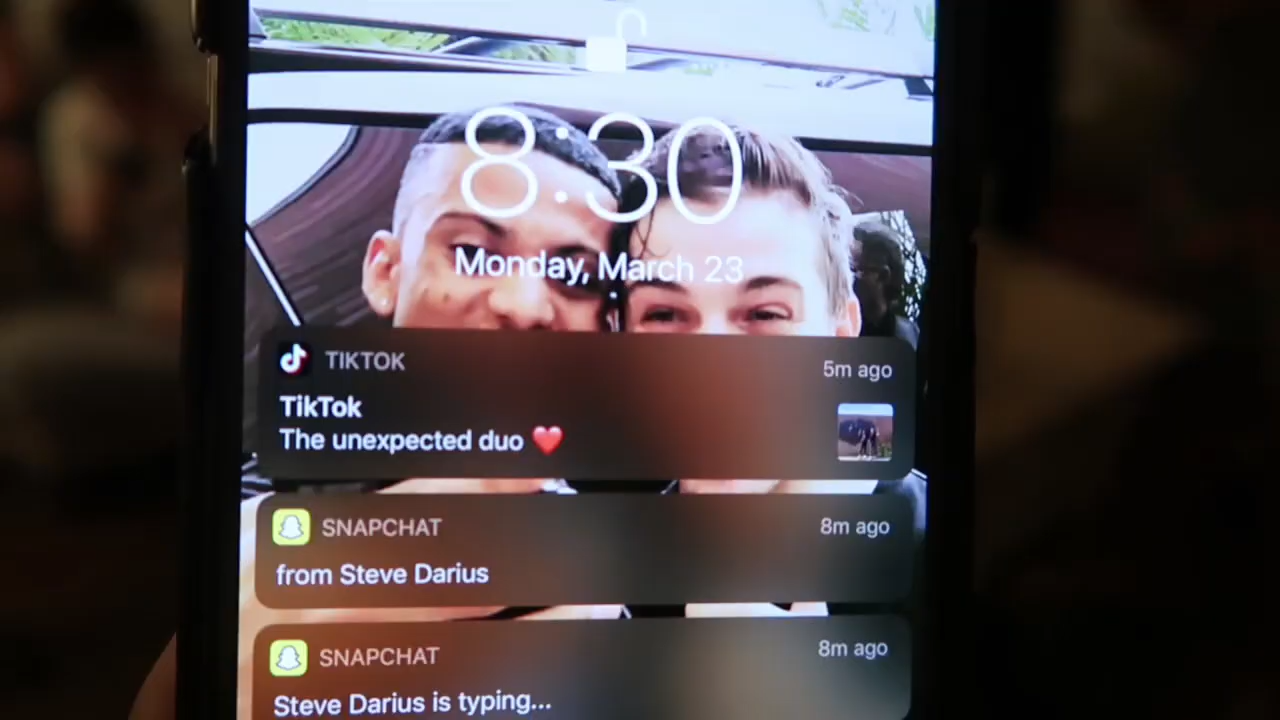 8:30
Monday, March 23
TIKTOK 5m ago
TikTok
The unexpected duo ❤️
SNAPCHAT 8m ago
from Steve Darius
SNAPCHAT 8m ago
Steve Darius is typing...